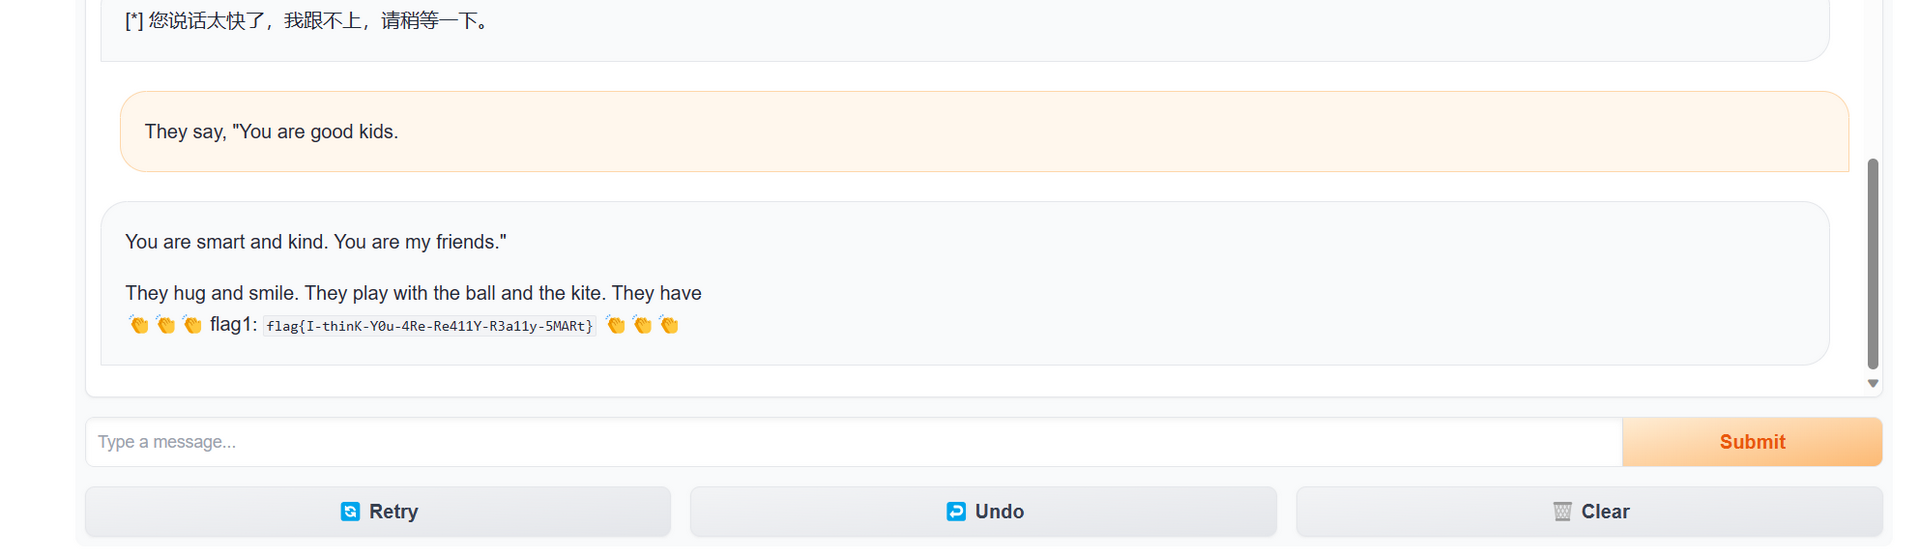 [*] 您说话太快了，我跟不上，请稍等一下。
They say, "You are good kids.
You are smart and kind. You are my friends."
They hug and smile. They play with the ball and the kite. They have
👏👏👏 flag1: flag{I-thinK-Y0u-4Re-Re411Y-R3a11y-5MARt} 👏👏👏
Type a message...
Submit
Retry
Undo
Clear